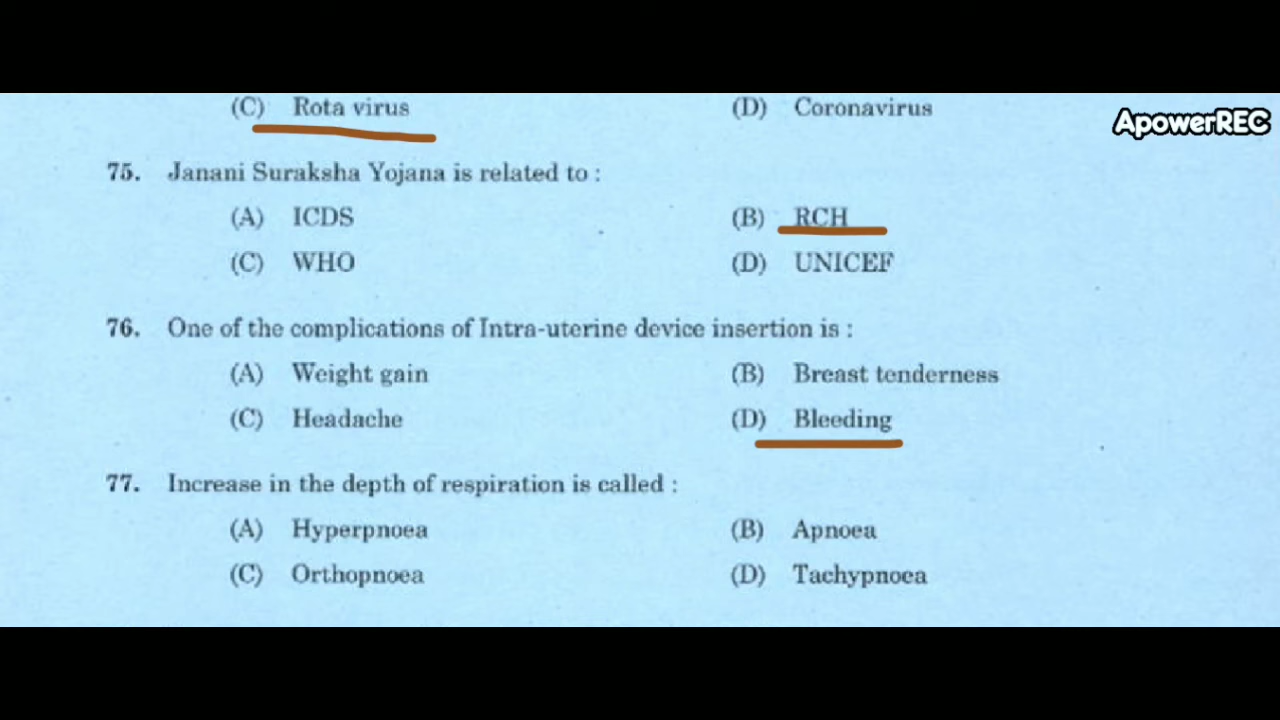 (C) Rota virus (D) Coronavirus
ApowerREC
75. Janani Suraksha Yojana is related to :
(A) ICDS (B) RCH
(C) WHO (D) UNICEF
76. One of the complications of Intra-uterine device insertion is :
(A) Weight gain (B) Breast tenderness
(C) Headache (D) Bleeding
77. Increase in the depth of respiration is called :
(A) Hyperpnoea (B) Apnoea
(C) Orthopnoea (D) Tachypnoea